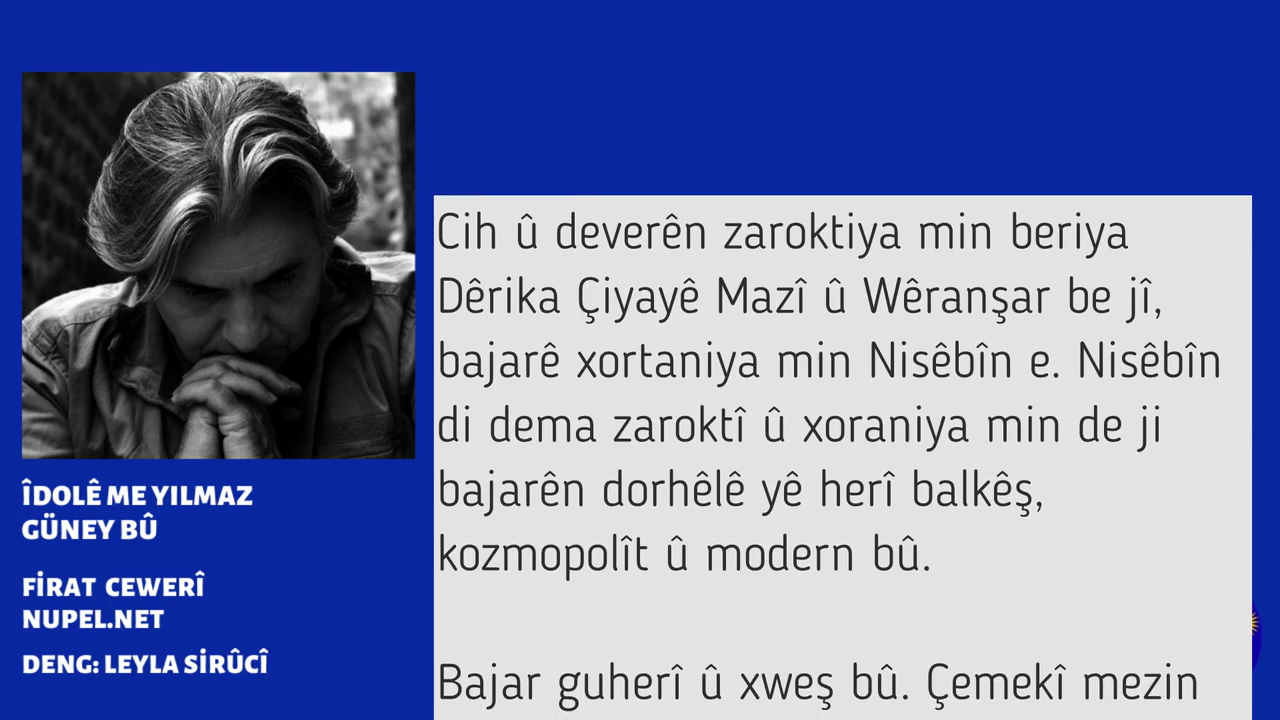 ÎDOLÊ ME YILMAZ
GÜNEY BÛ
FİRAT CEWERÎ
NUPEL.NET
DENG: LEYLA SİRÛCÎ
Cih û deverên zaroktiya min beriya
Dêrika Çiyayê Mazî û Wêranşar be jî,
bajarê xortaniya min Nisêbîn e. Nisêbîn
di dema zaroktî û xoraniya min de ji
bajarên dorhêlê yê herî balkêş,
kozmopolît û modern bû.
Bajar guherî û xweş bû. Çemekî mezin